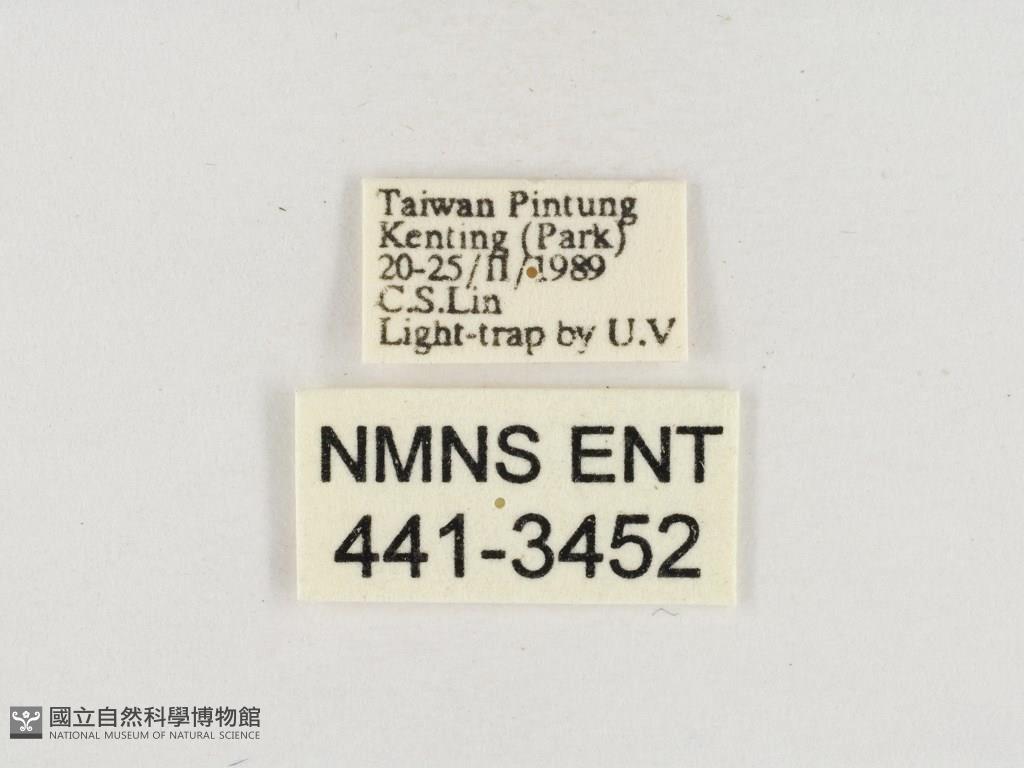 Taiwan Pintung
Kenting (Park)
20-25/II/1989
C.S.Lin
Light-trap by U.V
NMNS ENT
441-3452
國立自然科學博物館
NATIONAL MUSEUM OF NATURAL SCIENCE